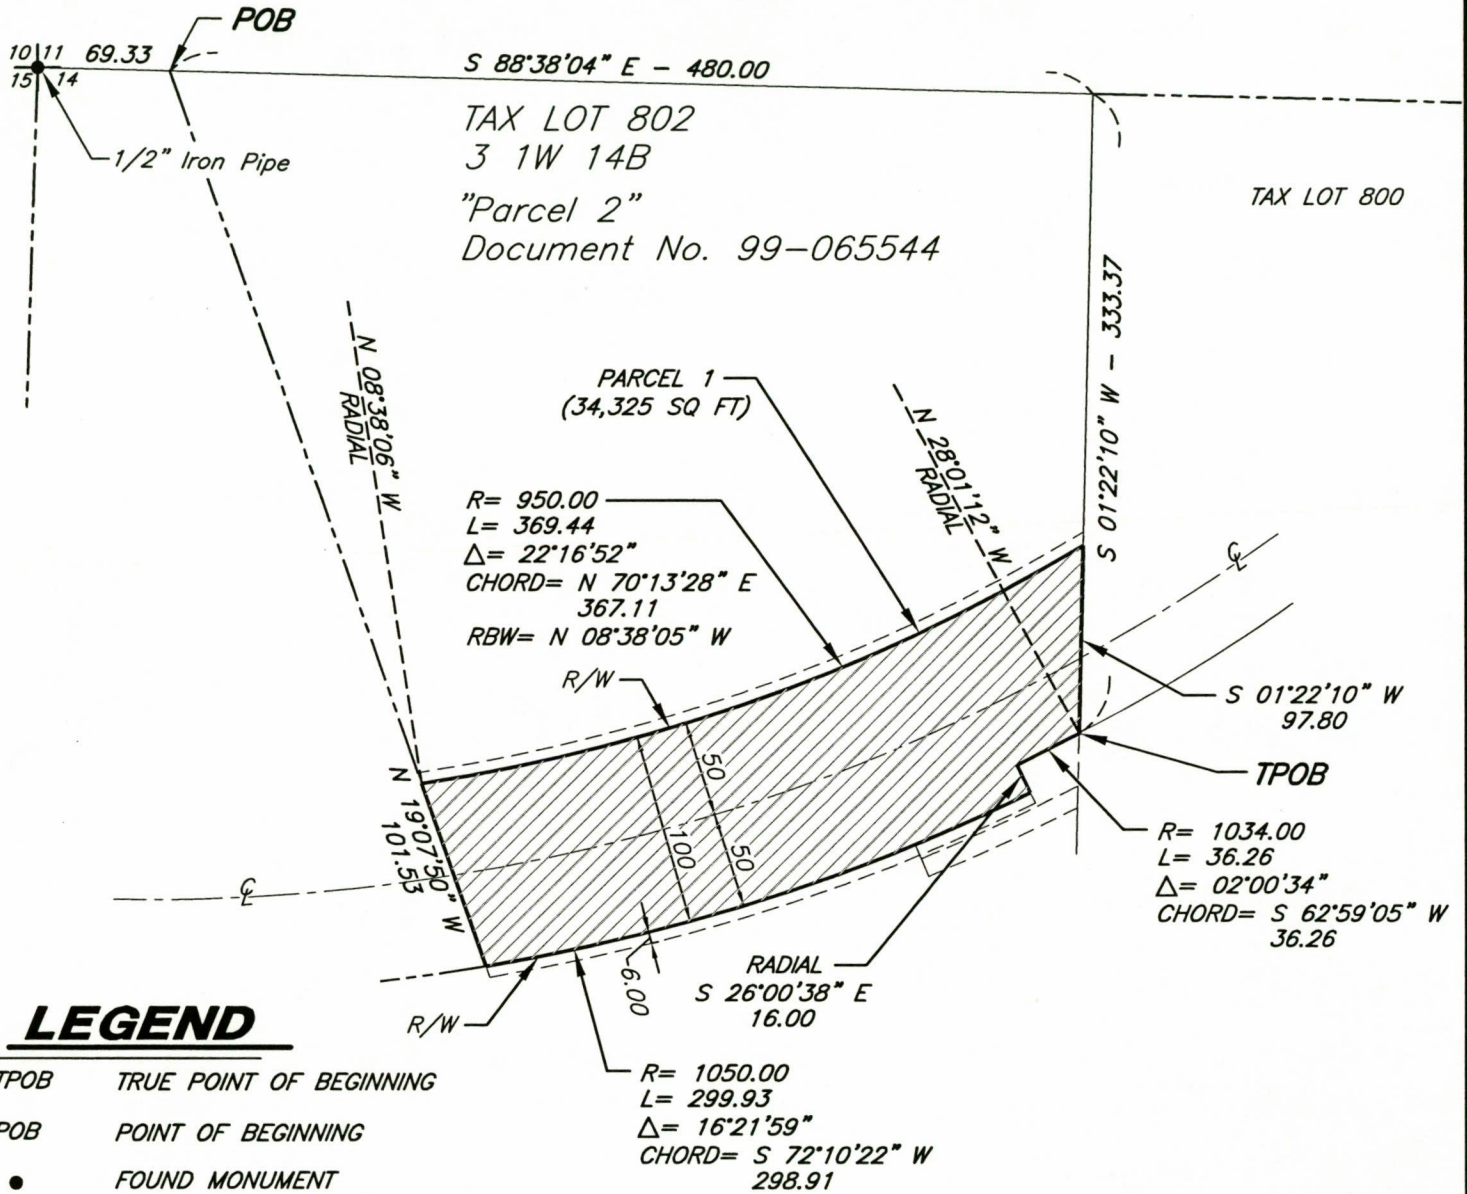 POB
10 11 69.33
15 14
S 88°38'04" E - 480.00
1/2" Iron Pipe
TAX LOT 802
3 1W 14B
"Parcel 2"
Document No. 99-065544
TAX LOT 800
S 01°22'10" W - 333.37
N 08°38'06" W
RADIAL
PARCEL 1
(34,325 SQ FT)
N 28°01'12" W
RADIAL
R= 950.00
L= 369.44
Δ= 22°16'52"
CHORD= N 70°13'28" E
367.11
RBW= N 08°38'05" W
R/W
℄
S 01°22'10" W
97.80
TPOB
50
50
100
N 19°07'50" W
101.53
℄
R= 1034.00
L= 36.26
Δ= 02°00'34"
CHORD= S 62°59'05" W
36.26
RADIAL
S 26°00'38" E
16.00
6.00
R/W
R= 1050.00
L= 299.93
Δ= 16°21'59"
CHORD= S 72°10'22" W
298.91
LEGEND
TPOB TRUE POINT OF BEGINNING
POB POINT OF BEGINNING
● FOUND MONUMENT